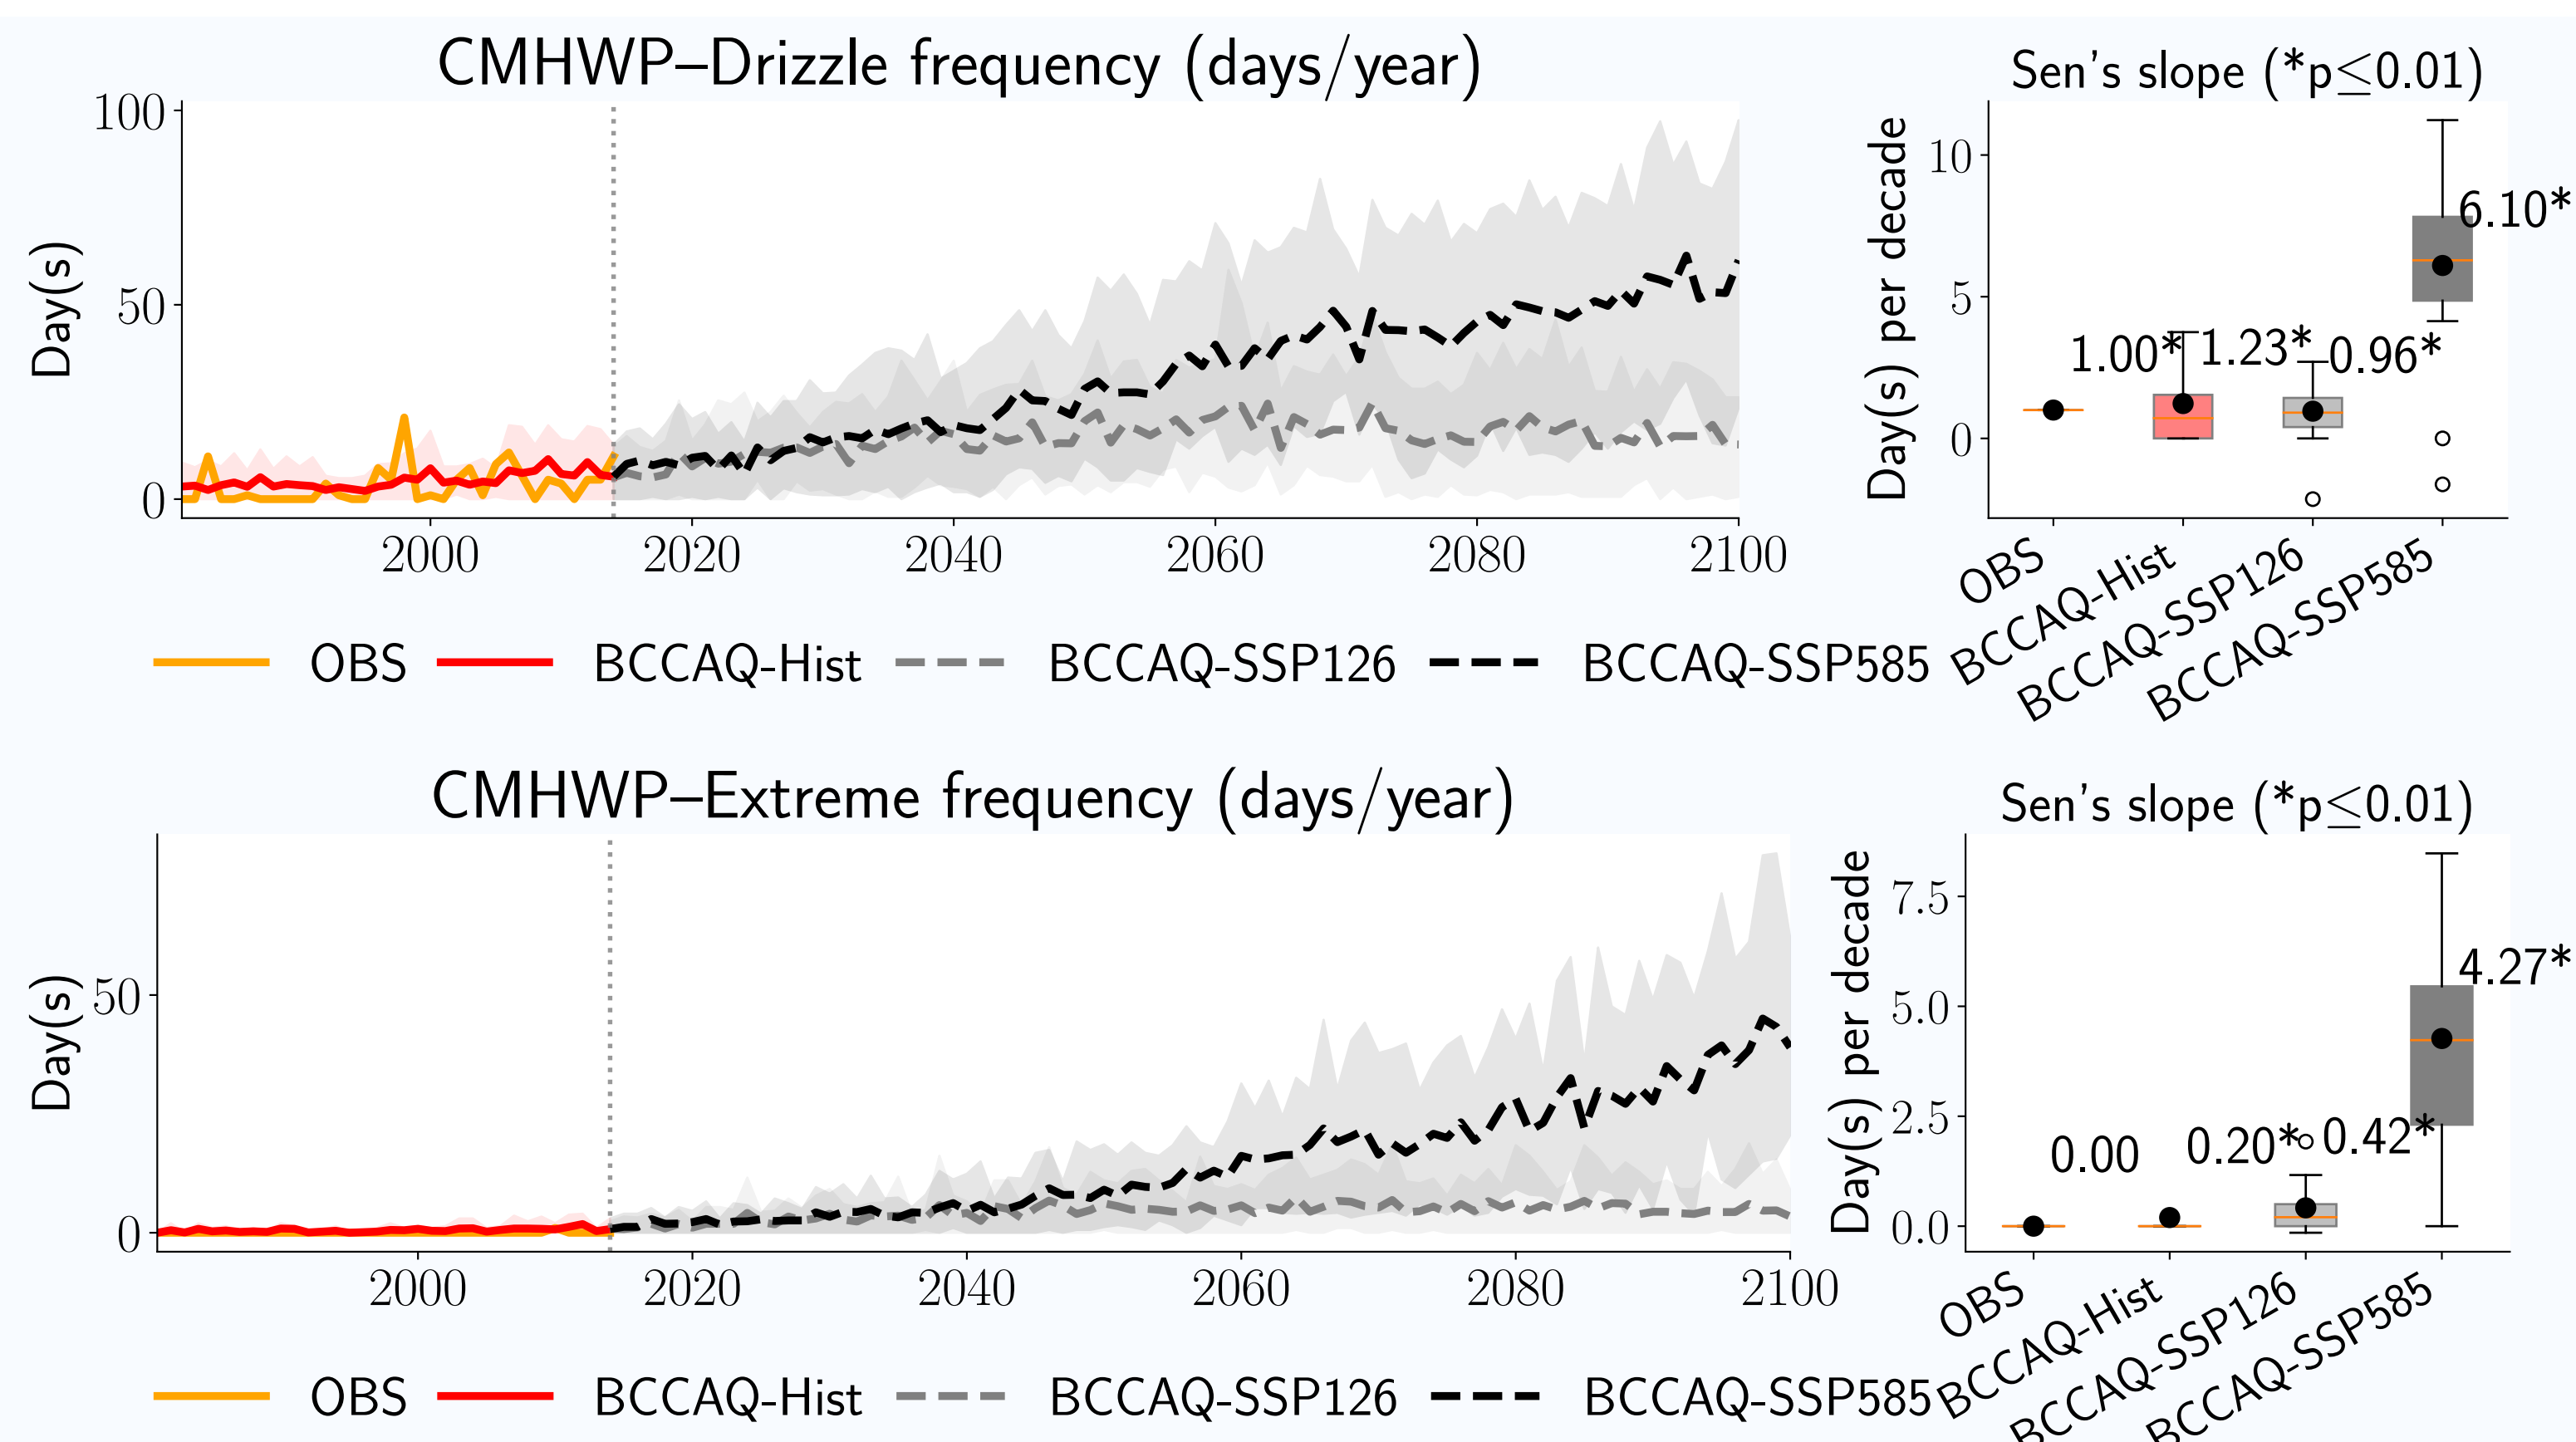 CMHWP–Drizzle frequency (days/year)
Sen's slope (*p≤0.01)
Day(s)
100
50
0
2000 2020 2040 2060 2080 2100
Day(s) per decade
10
5
0
1.00* 1.23* 0.96* 6.10*
OBS
BCCAQ-Hist
BCCAQ-SSP126
BCCAQ-SSP585
OBS BCCAQ-Hist BCCAQ-SSP126 BCCAQ-SSP585
CMHWP–Extreme frequency (days/year)
Sen's slope (*p≤0.01)
Day(s)
50
0
2000 2020 2040 2060 2080 2100
Day(s) per decade
7.5
5.0
2.5
0.0
0.00 0.20* 0.42* 4.27*
OBS
BCCAQ-Hist
BCCAQ-SSP126
BCCAQ-SSP585
OBS BCCAQ-Hist BCCAQ-SSP126 BCCAQ-SSP585